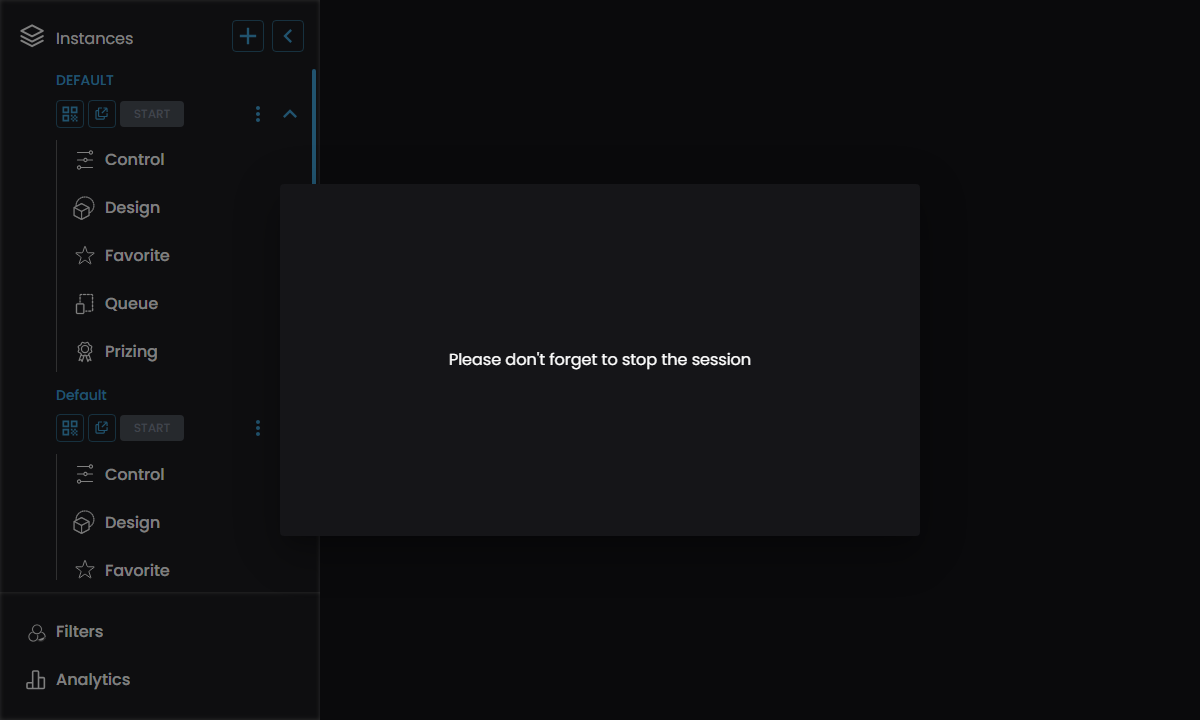 Instances
DEFAULT
START
Control
Design
Favorite
Queue
Prizing
Please don't forget to stop the session
Default
START
Control
Design
Favorite
Filters
Analytics